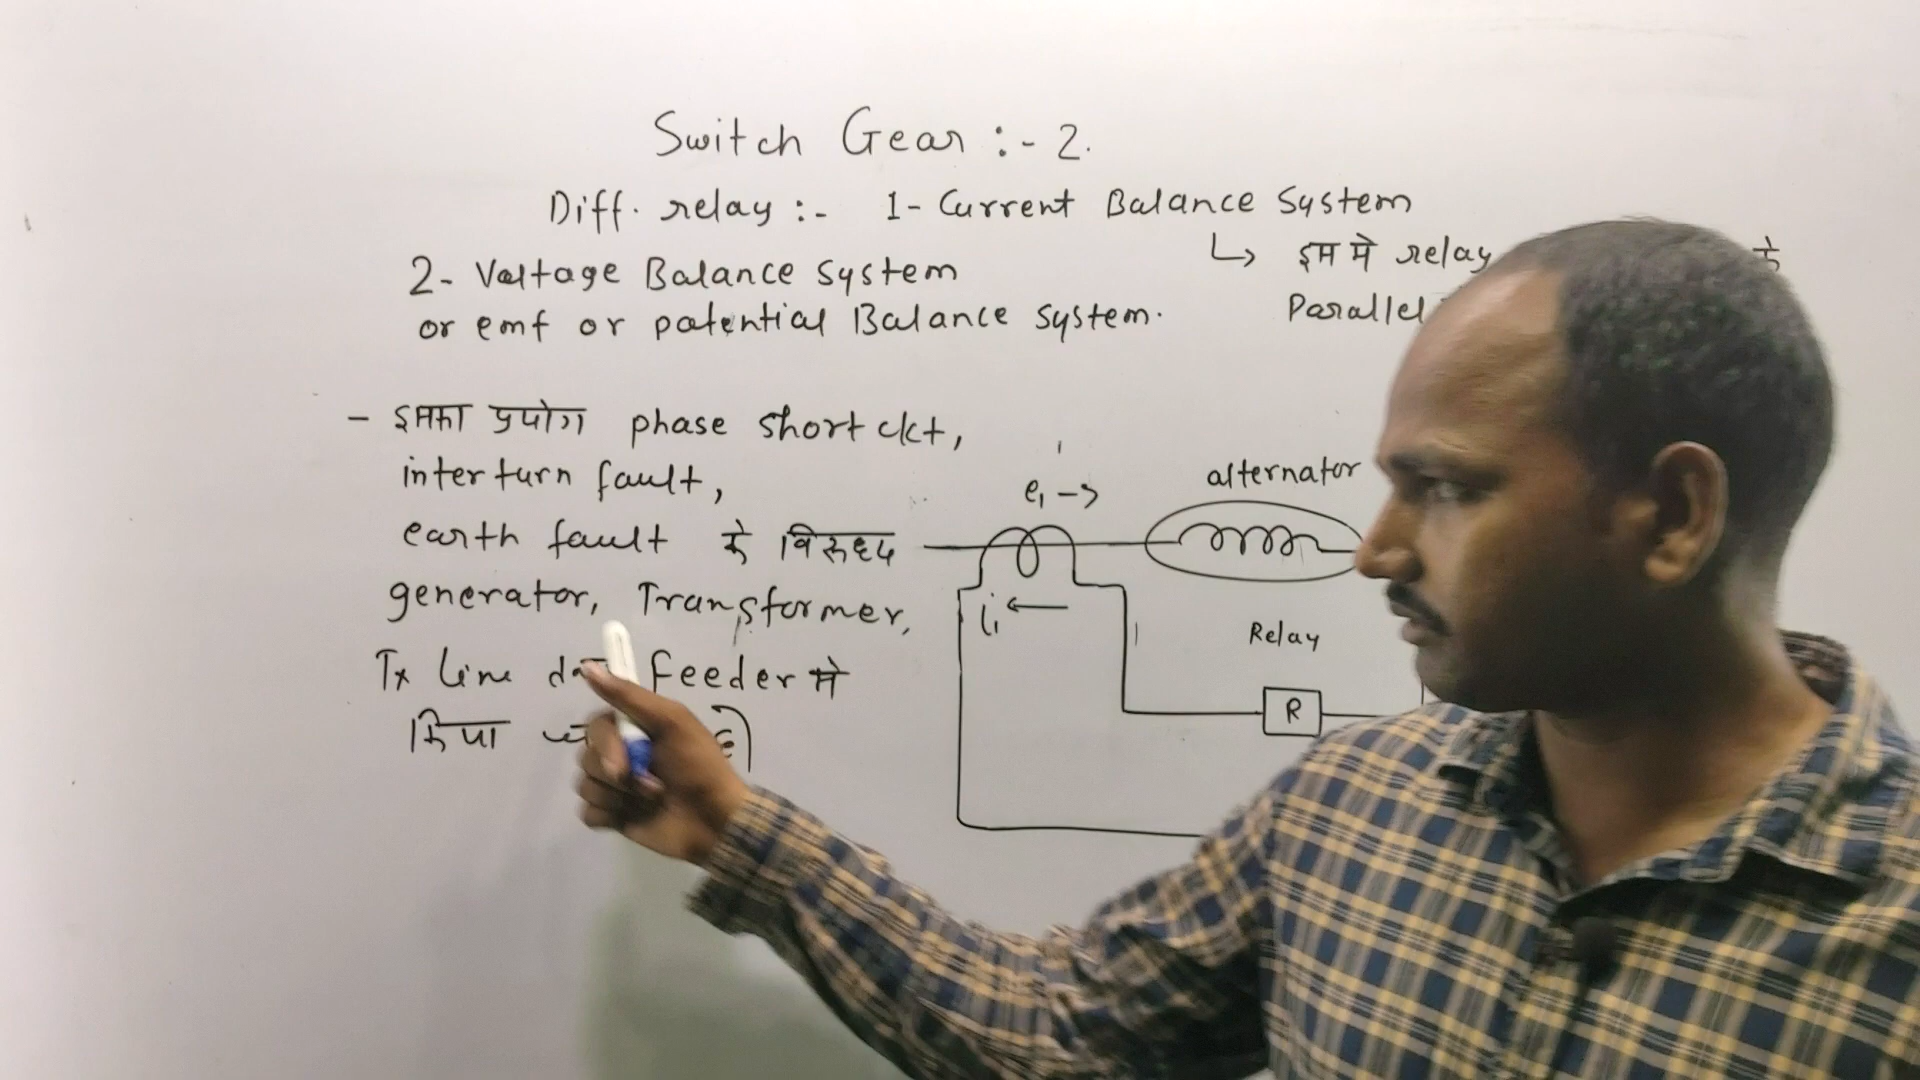 Switch Gear :- 2.
Diff. relay :- 1- Current Balance System
↳ इसमे relay के
Parallel
2- Voltage Balance System
or emf or potential Balance system.
- इसका प्रयोग phase short ckt,
inter turn fault,
earth fault के विरुद्ध
generator, Transformer,
Tx line feeder मे
किया
e₁ →
alternator
i₁ ←
Relay
R